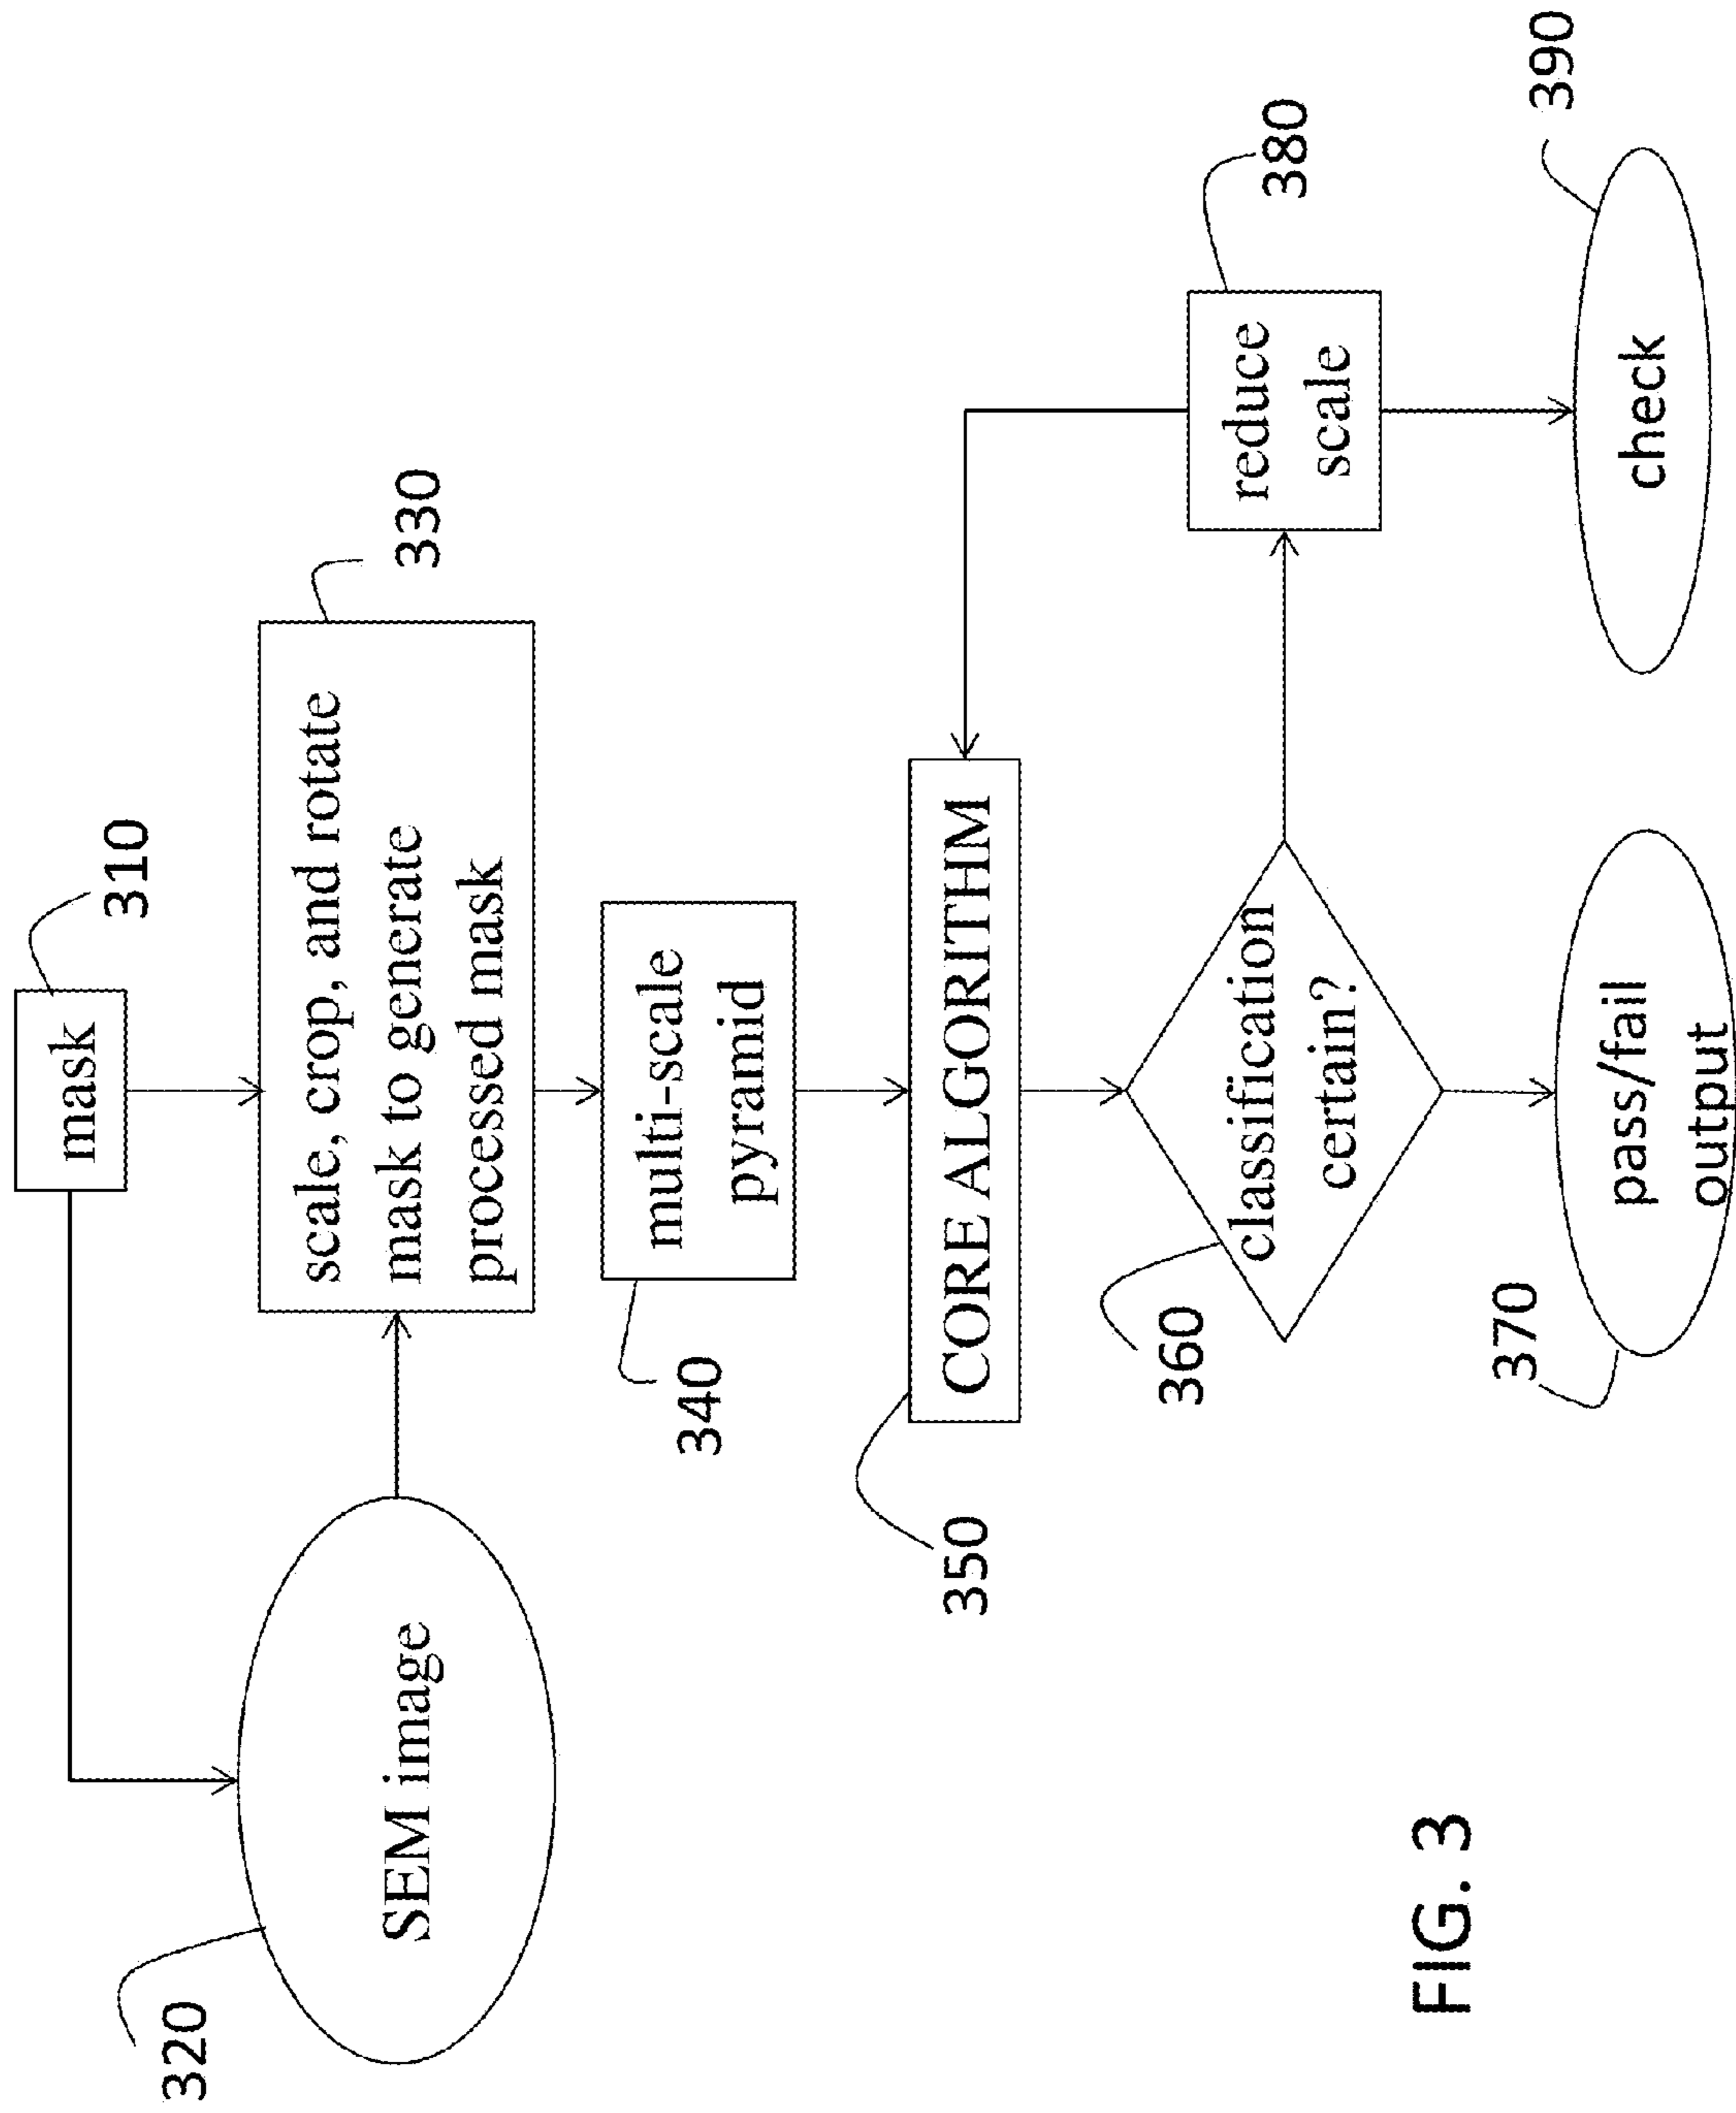 310
mask
320
SEM image
330
scale, crop, and rotate
mask to generate
processed mask
340
multi-scale
pyramid
350
CORE ALGORITHM
360
classification
certain?
380
reduce
scale
370
pass/fail
output
390
check
FIG. 3